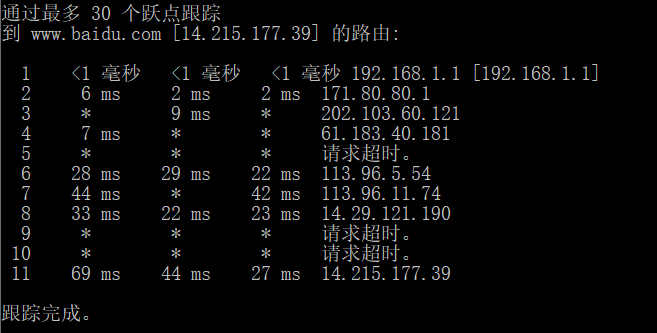 通过最多 30 个跃点跟踪
到 www.baidu.com [14.215.177.39] 的路由:
1 <1 毫秒 <1 毫秒 <1 毫秒 192.168.1.1 [192.168.1.1]
2 6 ms 2 ms 2 ms 171.80.80.1
3 * 9 ms * 202.103.60.121
4 7 ms * * 61.183.40.181
5 * * * 请求超时。
6 28 ms 29 ms 22 ms 113.96.5.54
7 44 ms * 42 ms 113.96.11.74
8 33 ms 22 ms 23 ms 14.29.121.190
9 * * * 请求超时。
10 * * * 请求超时。
11 69 ms 44 ms 27 ms 14.215.177.39
跟踪完成。